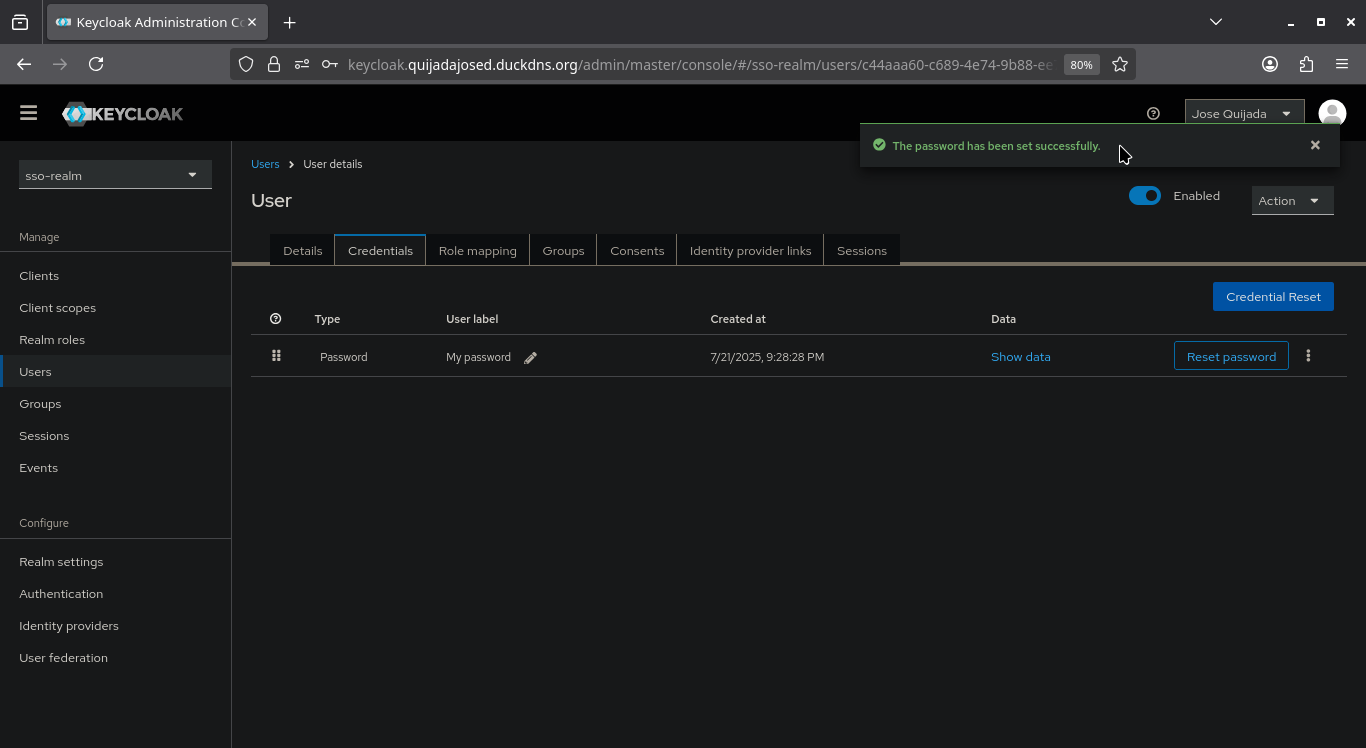 Keycloak Administration Co
keycloak.quijadajosed.duckdns.org/admin/master/console/#/sso-realm/users/c44aaa60-c689-4e74-9b88-ee
80%
KEYCLOAK
Jose Quijada
The password has been set successfully.
sso-realm
Users
User details
User
Enabled
Action
Manage
Clients
Client scopes
Realm roles
Users
Groups
Sessions
Events
Configure
Realm settings
Authentication
Identity providers
User federation
Details
Credentials
Role mapping
Groups
Consents
Identity provider links
Sessions
Credential Reset
Type
User label
Created at
Data
Password
My password
7/21/2025, 9:28:28 PM
Show data
Reset password